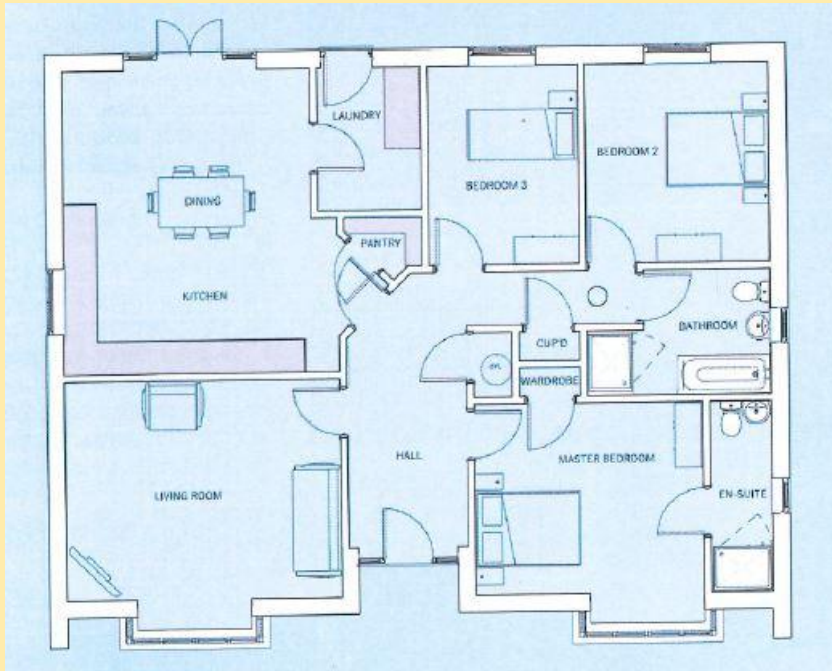 LAUNDRY
BEDROOM 2
BEDROOM 3
DINING
PANTRY
KITCHEN
BATHROOM
CUP'D
WARDROBE
HALL
MASTER BEDROOM
LIVING ROOM
EN-SUITE